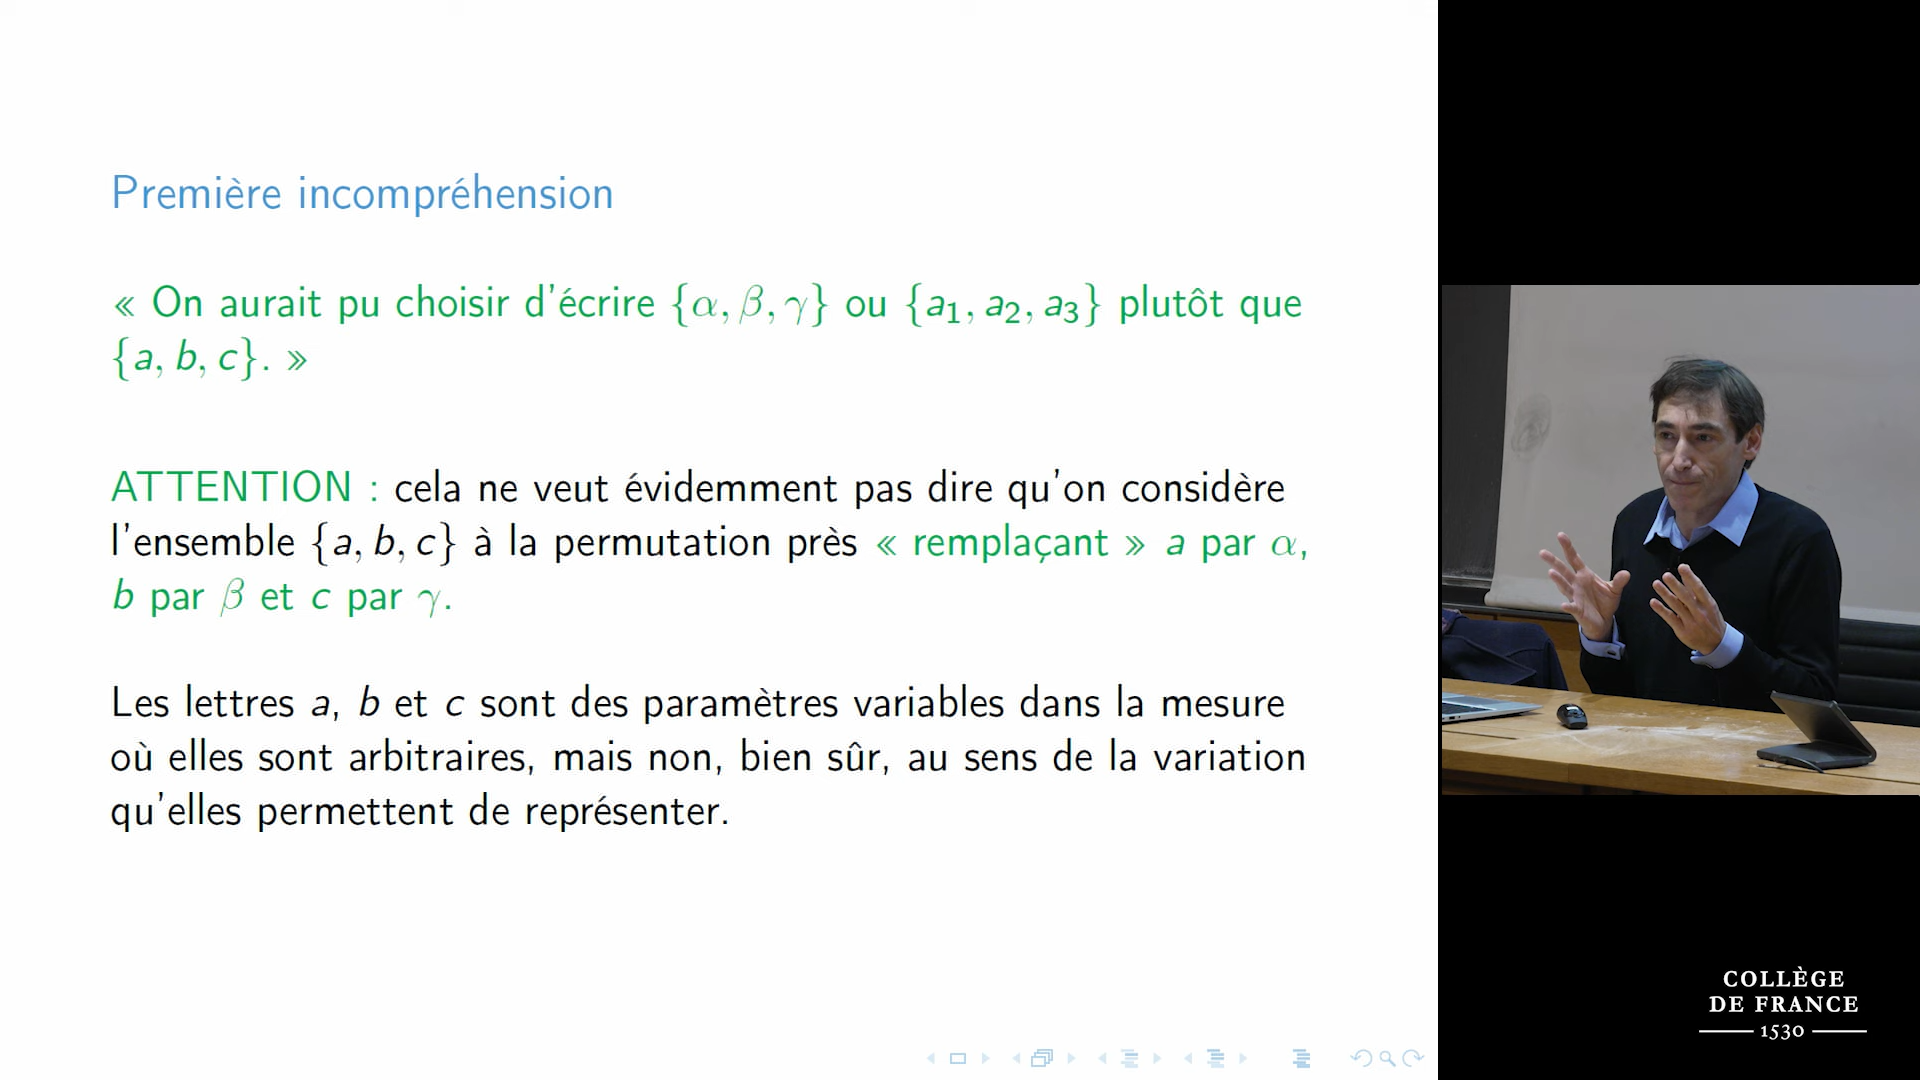 Première incompréhension
« On aurait pu choisir d'écrire {α, β, γ} ou {a₁, a₂, a₃} plutôt que
{a, b, c}. »
ATTENTION : cela ne veut évidemment pas dire qu'on considère
l'ensemble {a, b, c} à la permutation près « remplaçant » a par α,
b par β et c par γ.
Les lettres a, b et c sont des paramètres variables dans la mesure
où elles sont arbitraires, mais non, bien sûr, au sens de la variation
qu'elles permettent de représenter.
COLLÈGE
DE FRANCE
1530